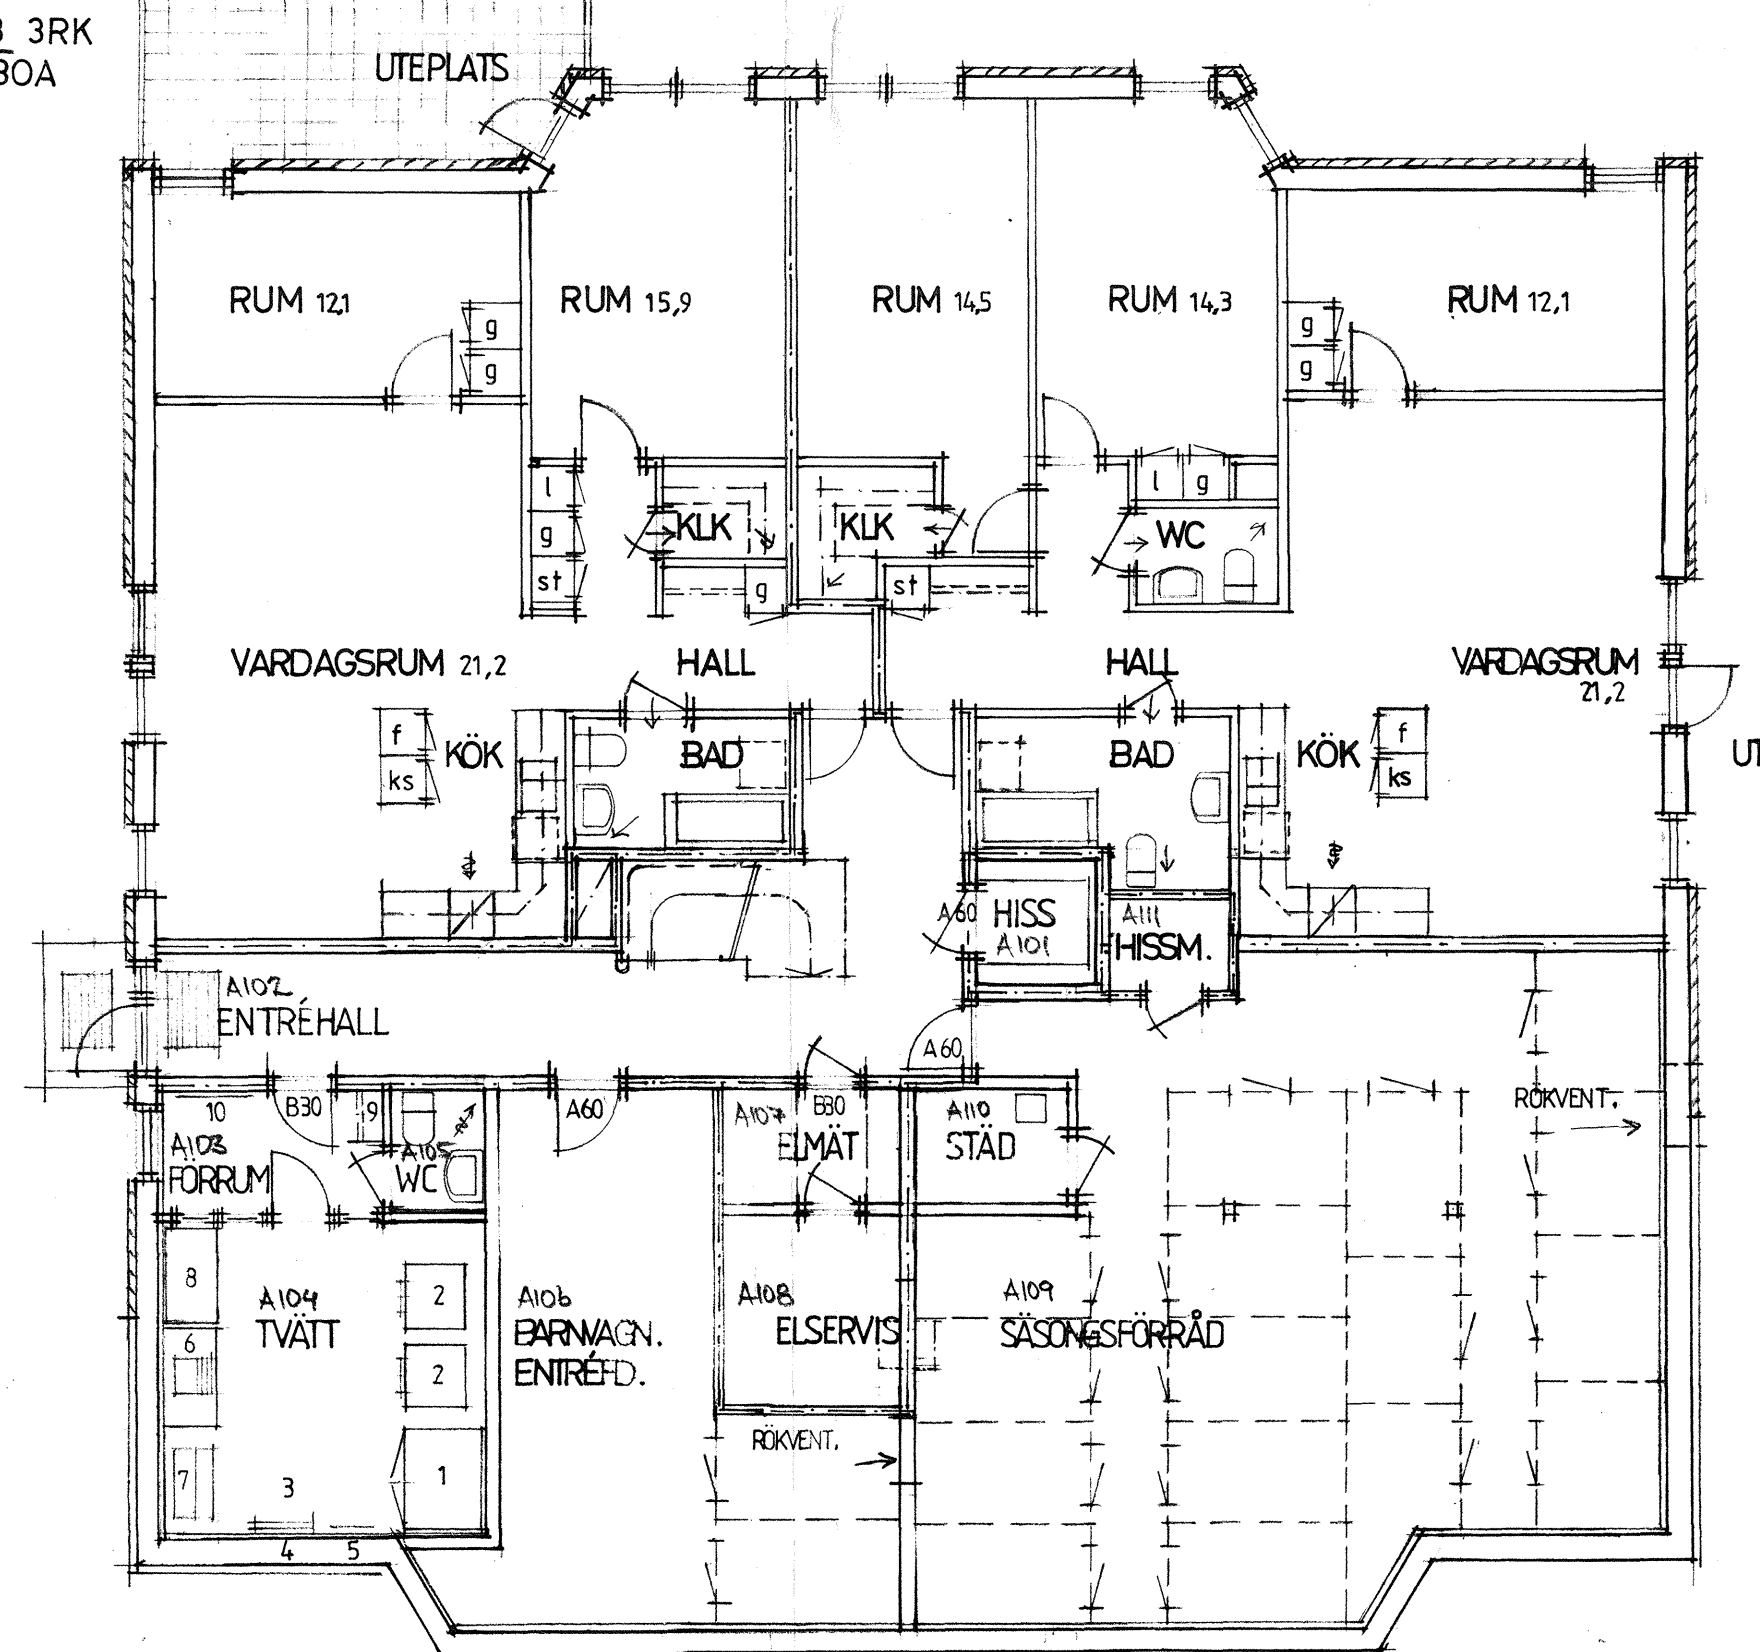 3RK
BOA
UTEPLATS
RUM 12,1
RUM 15,9
RUM 14,5
RUM 14,3
RUM 12,1
g
g
g
g
l
g
st
KLK
g
KLK
st
l
g
WC
VARDAGSRUM 21,2
HALL
HALL
VARDAGSRUM
21,2
f
ks
KÖK
BAD
BAD
KÖK
f
ks
UT
A60
HISS
A101
A111
HISSM.
A102
ENTRÉHALL
A60
10
B30
9
A60
A107
B30
ELMÄT
A110
STÄD
RÖKVENT.
A103
FÖRRUM
A105
WC
8
6
7
A104
TVÄTT
2
2
1
3
4
5
A106
BARNVAGN.
ENTRÉFD.
A108
ELSERVIS
A109
SÄSONGSFÖRRÅD
RÖKVENT.